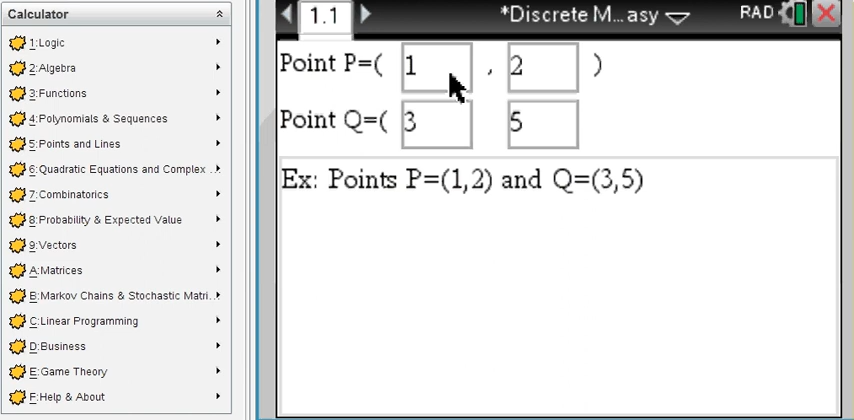 Calculator
1:Logic
2:Algebra
3:Functions
4:Polynomials & Sequences
5:Points and Lines
6:Quadratic Equations and Complex ...
7:Combinatorics
8:Probability & Expected Value
9:Vectors
A:Matrices
B:Markov Chains & Stochastic Matri...
C:Linear Programming
D:Business
E:Game Theory
F:Help & About
1.1 *Discrete M...asy RAD
Point P=( 1 , 2 )
Point Q=( 3 5
Ex: Points P=(1,2) and Q=(3,5)